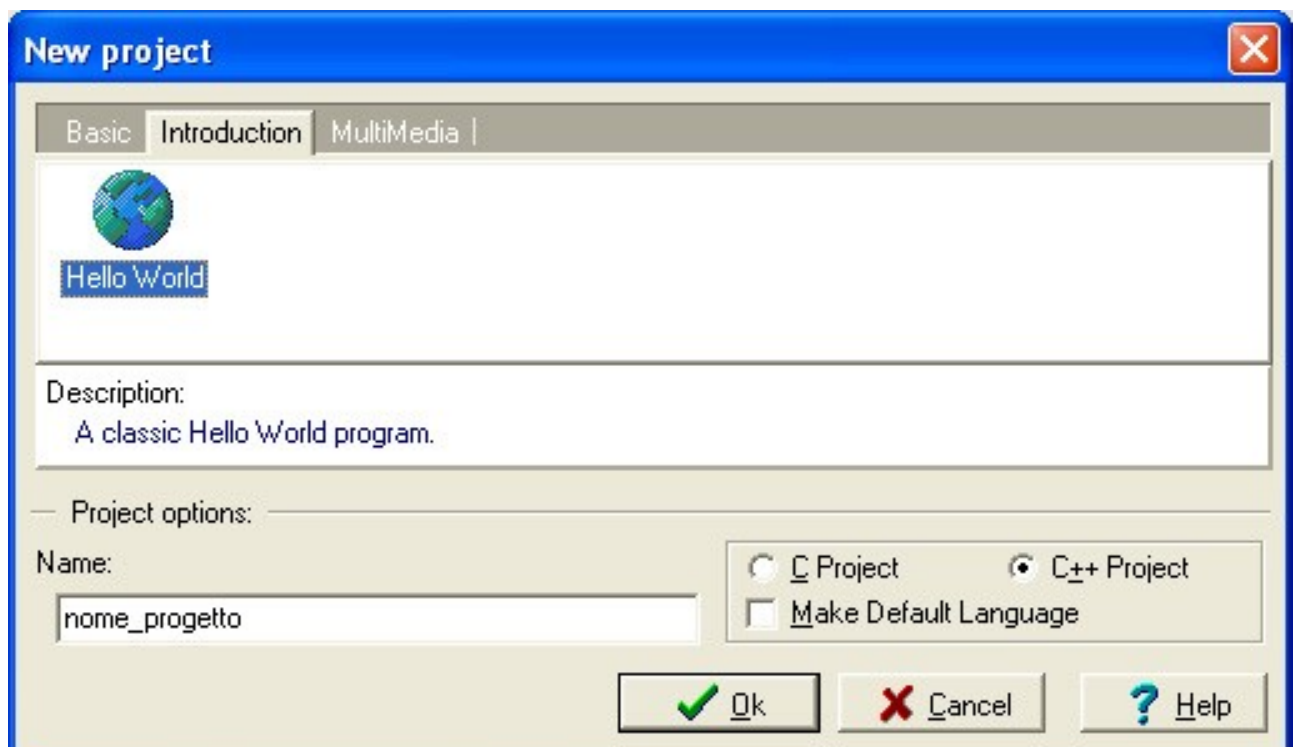 New project
Basic Introduction MultiMedia
Hello World
Description:
A classic Hello World program.
Project options:
Name:
nome_progetto
C Project C++ Project
Make Default Language
Ok Cancel Help